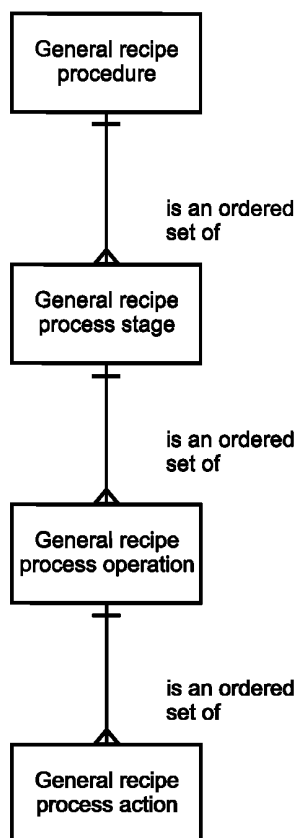 General recipe
procedure
is an ordered
set of
General recipe
process stage
is an ordered
set of
General recipe
process operation
is an ordered
set of
General recipe
process action